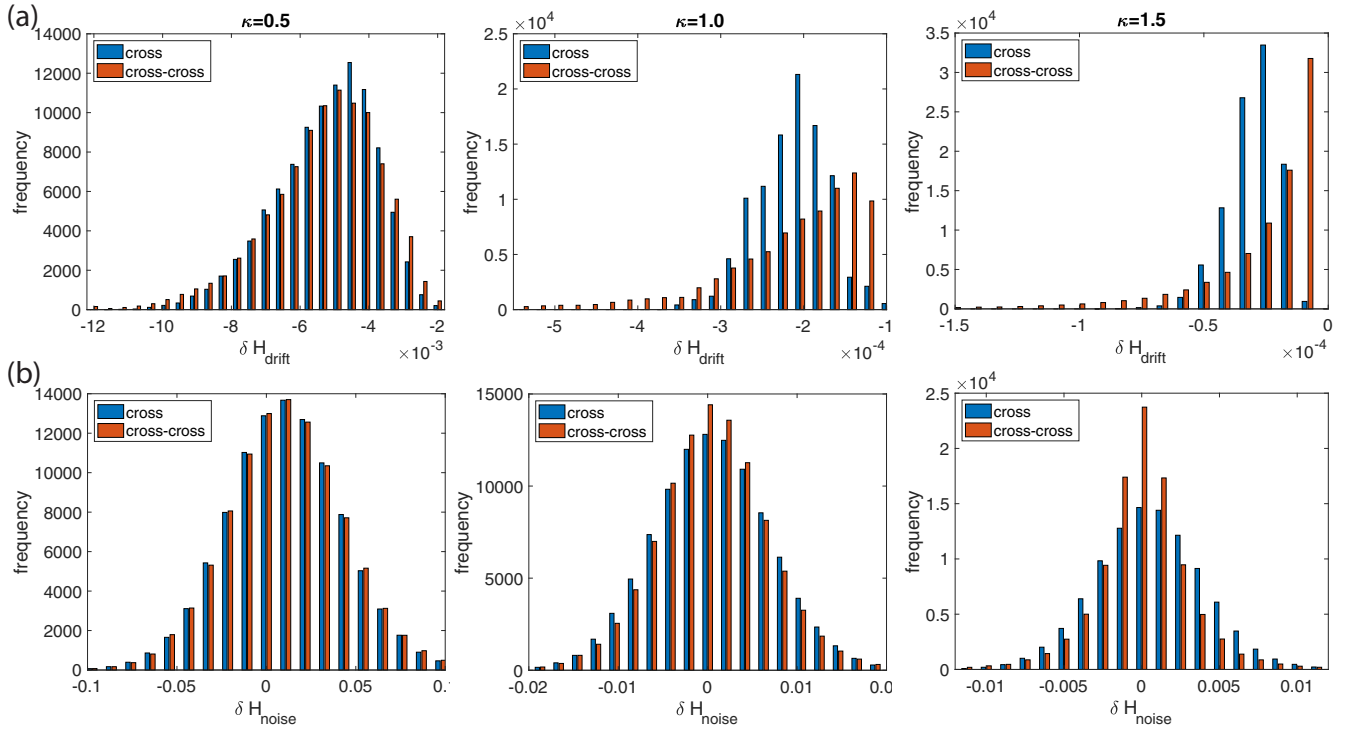 (a)
κ=0.5
κ=1.0
κ=1.5
14000
12000
10000
8000
6000
4000
2000
0
frequency
cross
cross-cross
-12 -10 -8 -6 -4 -2
δ H_drift
×10⁻³
×10⁴
2.5
2
1.5
1
0.5
0
frequency
cross
cross-cross
-5 -4 -3 -2 -1
δ H_drift
×10⁻⁴
×10⁴
3.5
3
2.5
2
1.5
1
0.5
0
frequency
cross
cross-cross
-1.5 -1 -0.5 0
δ H_drift
×10⁻⁴
(b)
14000
12000
10000
8000
6000
4000
2000
0
frequency
cross
cross-cross
-0.1 -0.05 0 0.05 0.
δ H_noise
15000
10000
5000
0
frequency
cross
cross-cross
-0.02 -0.01 0 0.01 0.0
δ H_noise
×10⁴
2.5
2
1.5
1
0.5
0
frequency
cross
cross-cross
-0.01 -0.005 0 0.005 0.01
δ H_noise